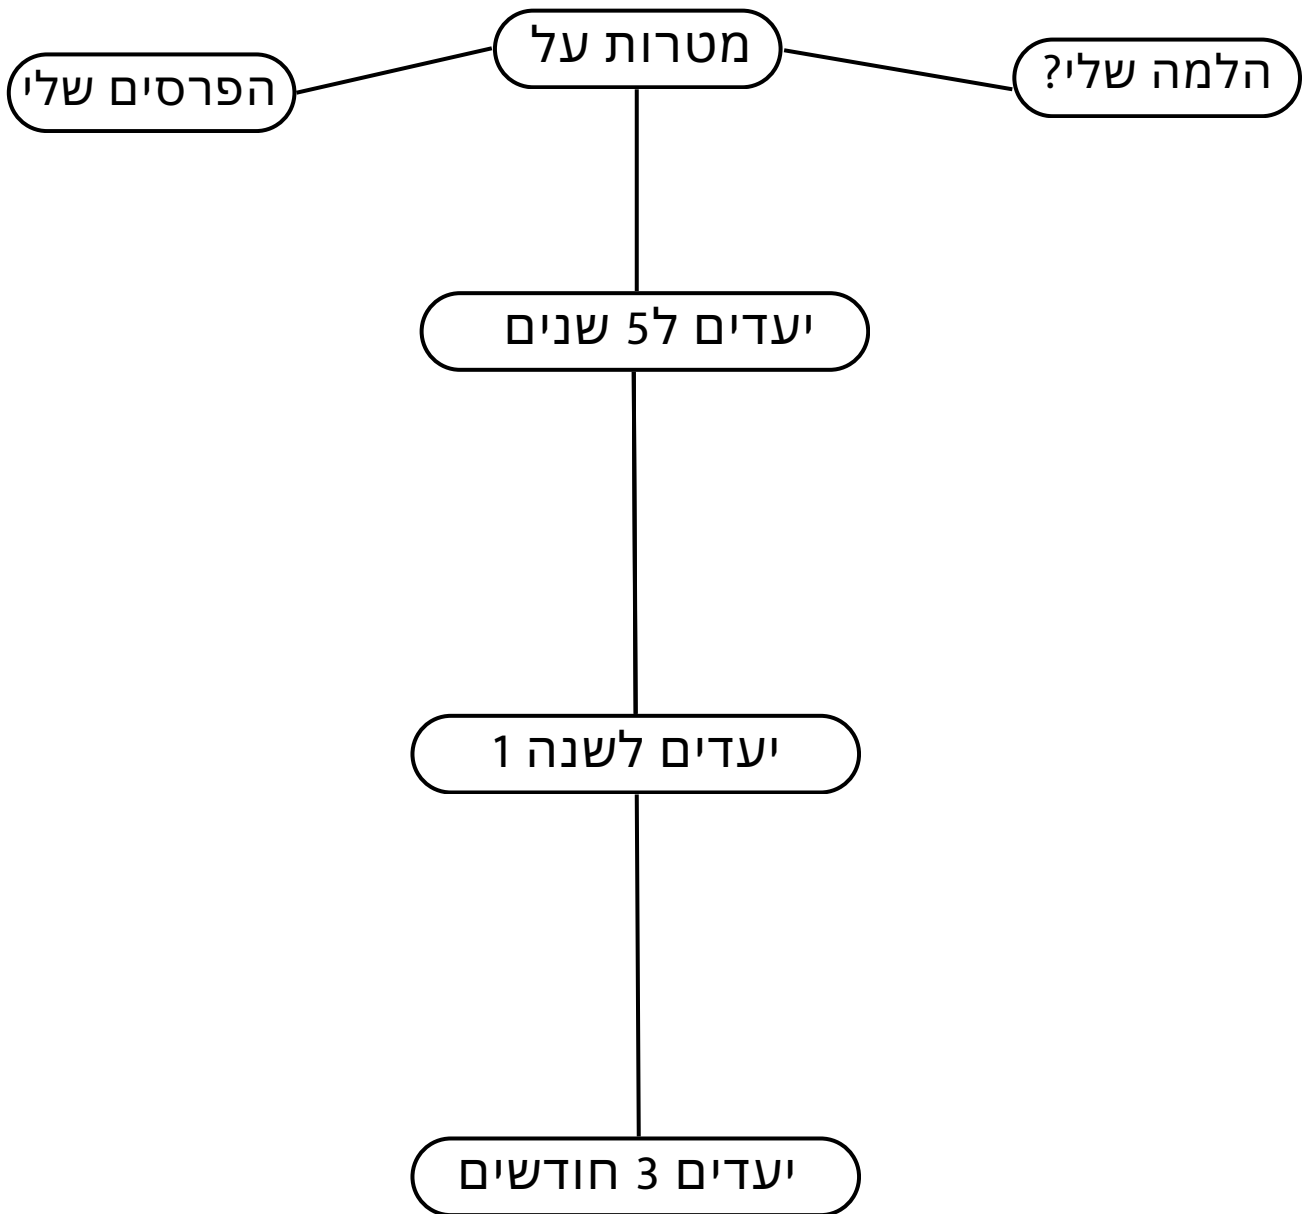 מטרות על
הלמה שלי?
הפרסים שלי
יעדים ל5 שנים
יעדים לשנה 1
יעדים 3 חודשים